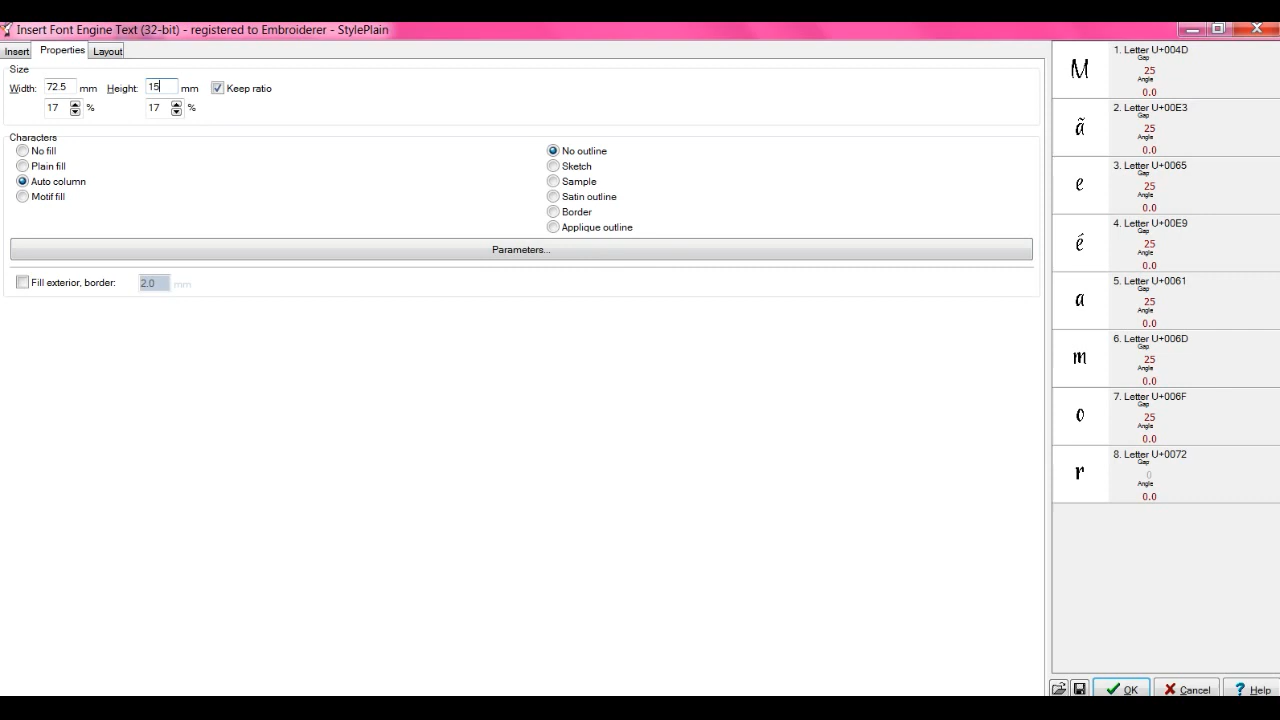 Insert Font Engine Text (32-bit) - registered to Embroiderer - StylePlain
Insert Properties Layout
Size
Width: 72.5 mm Height: 15 mm Keep ratio
17 % 17 %
Characters
No fill
Plain fill
Auto column
Motif fill
No outline
Sketch
Sample
Satin outline
Border
Applique outline
Parameters...
Fill exterior, border: 2.0 mm
M
1. Letter U+004D
Gap
25
Angle
0.0
ã
2. Letter U+00E3
Gap
25
Angle
0.0
e
3. Letter U+0065
Gap
25
Angle
0.0
é
4. Letter U+00E9
Gap
25
Angle
0.0
a
5. Letter U+0061
Gap
25
Angle
0.0
m
6. Letter U+006D
Gap
25
Angle
0.0
o
7. Letter U+006F
Gap
25
Angle
0.0
r
8. Letter U+0072
Gap
0
Angle
0.0
OK Cancel ? Help